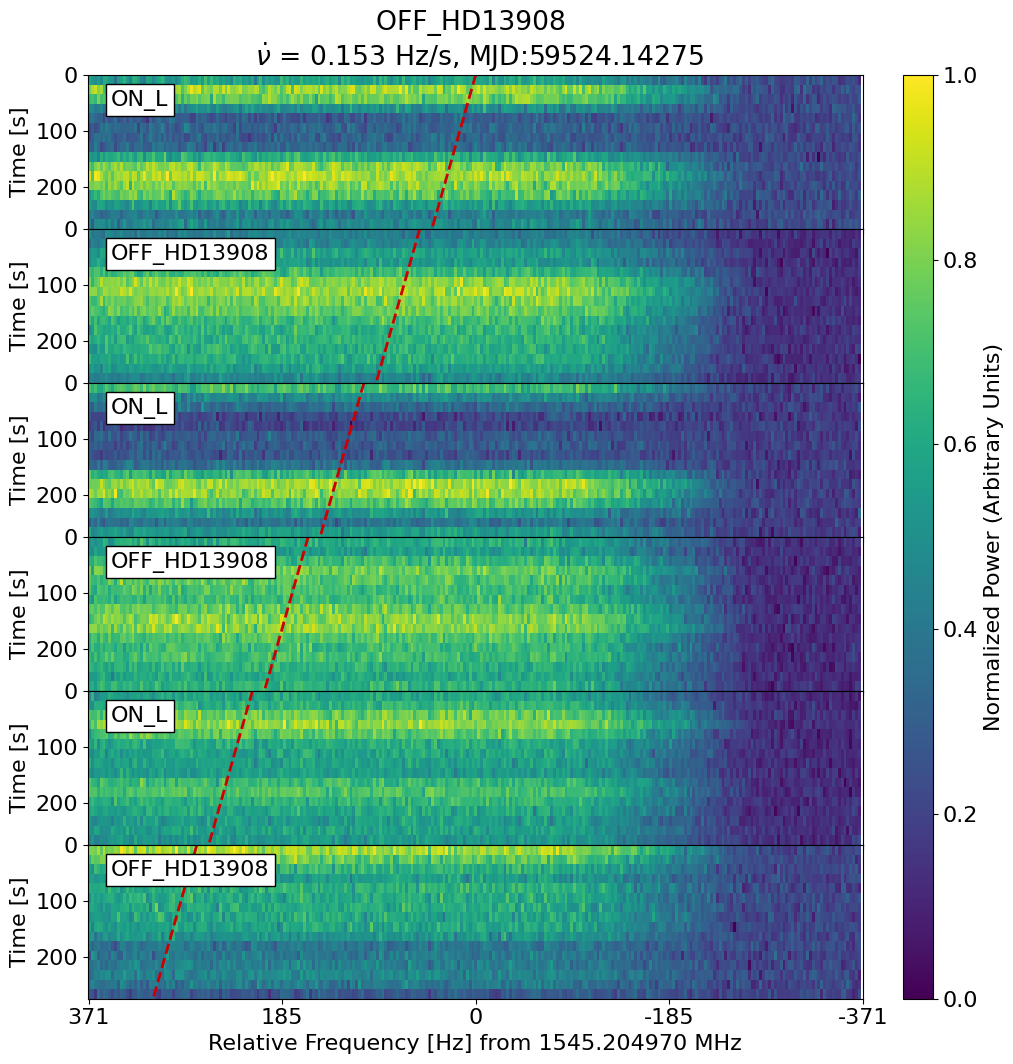 OFF_HD13908
ν̇ = 0.153 Hz/s, MJD:59524.14275
0
100
200
Time [s]
ON_L
0
100
200
Time [s]
OFF_HD13908
0
100
200
Time [s]
ON_L
0
100
200
Time [s]
OFF_HD13908
0
100
200
Time [s]
ON_L
0
100
200
Time [s]
OFF_HD13908
371 185 0 -185 -371
Relative Frequency [Hz] from 1545.204970 MHz
1.0
0.8
0.6
0.4
0.2
0.0
Normalized Power (Arbitrary Units)